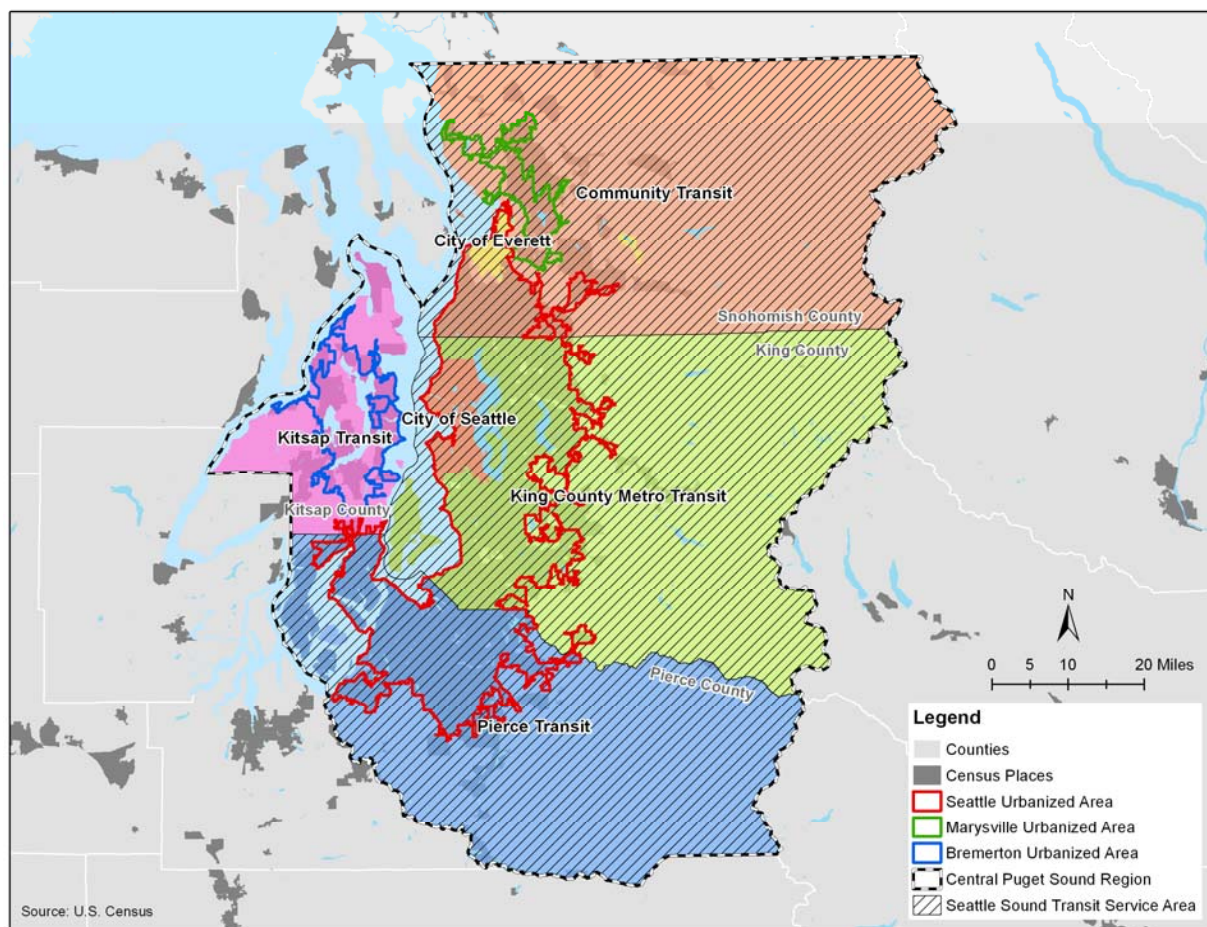 Community Transit
City of Everett
Snohomish County
King County
City of Seattle
Kitsap Transit
King County Metro Transit
Kitsap County
N
0 5 10 20 Miles
Pierce County
Pierce Transit
Legend
Counties
Census Places
Seattle Urbanized Area
Marysville Urbanized Area
Bremerton Urbanized Area
Central Puget Sound Region
Seattle Sound Transit Service Area
Source: U.S. Census